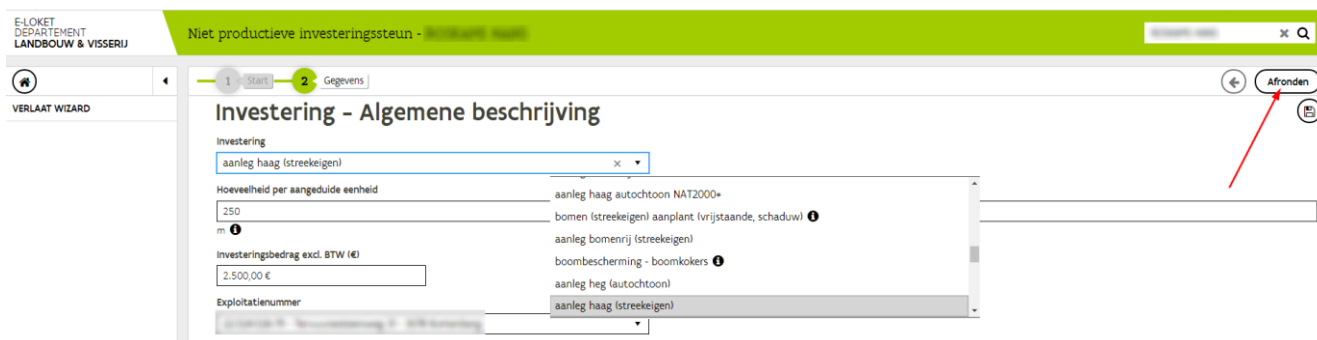 E-LOKET
DEPARTEMENT
LANDBOUW & VISSERIJ
Niet productieve investeringssteun -
1 Start 2 Gegevens
Afronden
VERLAAT WIZARD
Investering - Algemene beschrijving
Investering
aanleg haag (streekeigen)
Hoeveelheid per aangeduide eenheid
250
m
Investeringsbedrag excl. BTW (€)
2.500,00 €
Exploitatienummer
aanleg haag autochtoon NAT2000*
bomen (streekeigen) aanplant (vrijstaande, schaduw)
aanleg bomenrij (streekeigen)
boombescherming - boomkokers
aanleg heg (autochtoon)
aanleg haag (streekeigen)